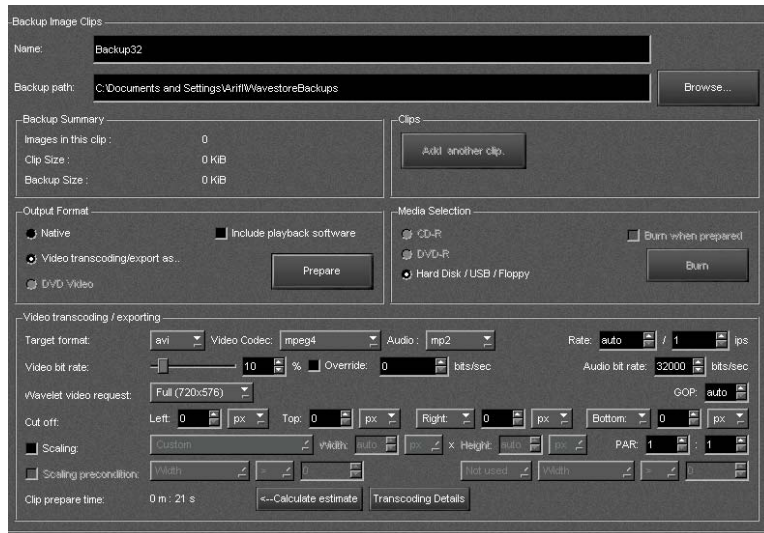 Backup Image Clips
Name: Backup32
Backup path: C:\Documents and Settings\Arif\WavestoreBackups Browse...
Backup Summary
Images in this clip : 0
Clip Size : 0 KiB
Backup Size : 0 KiB
Clips
Add another clip.
Output Format
Native Include playback software
Video transcoding/export as..
Prepare
DVD Video
Media Selection
CD-R Burn when prepared
DVD-R
Burn
Hard Disk / USB / Floppy
Video transcoding / exporting
Target format: avi Video Codec: mpeg4 Audio : mp2 Rate: auto / 1 ips
Video bit rate: 10 % Override: 0 bits/sec Audio bit rate: 32000 bits/sec
Wavelet video request: Full (720x576) GOP: auto
Cut off: Left: 0 px Top: 0 px Right: 0 px Bottom: 0 px
Scaling: Custom Width: auto px x Height: auto px PAR: 1 : 1
Scaling precondition: Width > 0 Not used Width > 0
Clip prepare time: 0 m : 21 s <--Calculate estimate Transcoding Details